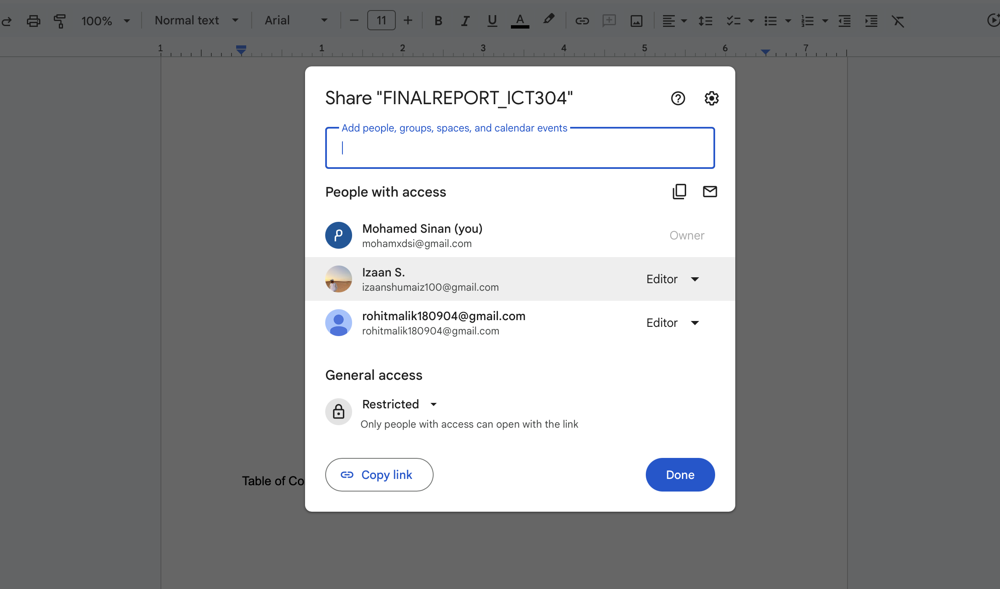 100%
Normal text
Arial
11
B
I
U
A
1 1 2 3 4 5 6 7
Share "FINALREPORT_ICT304"
Add people, groups, spaces, and calendar events
People with access
Mohamed Sinan (you)
mohamxdsi@gmail.com
Owner
Izaan S.
izaanshumaiz100@gmail.com
Editor
rohitmalik180904@gmail.com
rohitmalik180904@gmail.com
Editor
General access
Restricted
Only people with access can open with the link
Table of Co
Copy link
Done